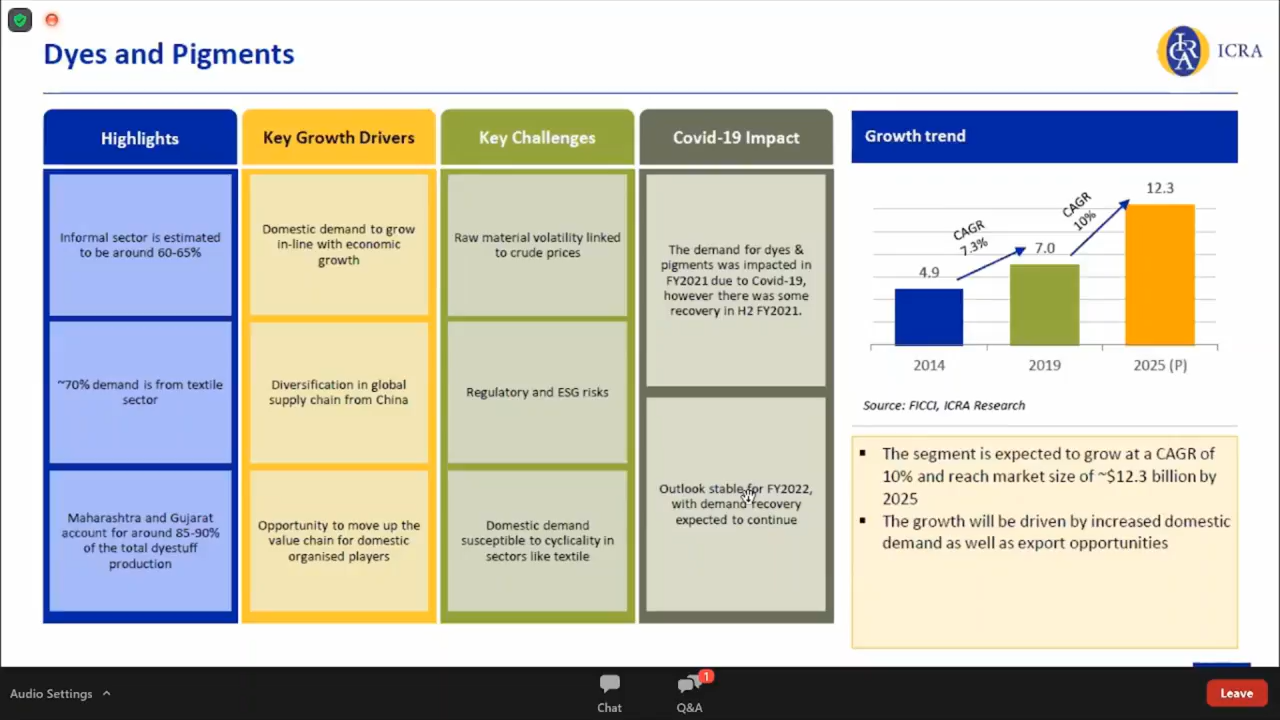 Dyes and Pigments
ICRA
ICRA
Highlights
Informal sector is estimated
to be around 60-65%
~70% demand is from textile
sector
Maharashtra and Gujarat
account for around 85-90%
of the total dyestuff
production
Key Growth Drivers
Domestic demand to grow
in-line with economic
growth
Diversification in global
supply chain from China
Opportunity to move up the
value chain for domestic
organised players
Key Challenges
Raw material volatility linked
to crude prices
Regulatory and ESG risks
Domestic demand
susceptible to cyclicality in
sectors like textile
Covid-19 Impact
The demand for dyes &
pigments was impacted in
FY2021 due to Covid-19,
however there was some
recovery in H2 FY2021.
Outlook stable for FY2022,
with demand recovery
expected to continue
Growth trend
4.9
CAGR
7.3%
7.0
CAGR
10%
12.3
2014
2019
2025 (P)
Source: FICCI, ICRA Research
▪ The segment is expected to grow at a CAGR of
10% and reach market size of ~$12.3 billion by
2025
▪ The growth will be driven by increased domestic
demand as well as export opportunities
Audio Settings
Chat
1
Q&A
Leave